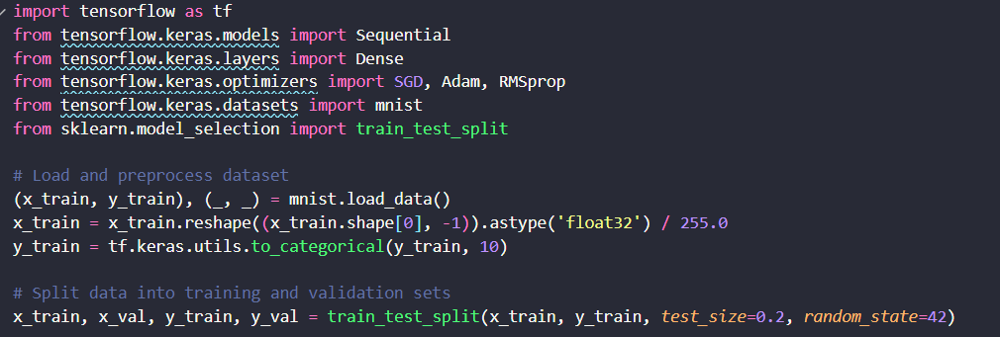 import tensorflow as tf
from tensorflow.keras.models import Sequential
from tensorflow.keras.layers import Dense
from tensorflow.keras.optimizers import SGD, Adam, RMSprop
from tensorflow.keras.datasets import mnist
from sklearn.model_selection import train_test_split
# Load and preprocess dataset
(x_train, y_train), (_, _) = mnist.load_data()
x_train = x_train.reshape((x_train.shape[0], -1)).astype('float32') / 255.0
y_train = tf.keras.utils.to_categorical(y_train, 10)
# Split data into training and validation sets
x_train, x_val, y_train, y_val = train_test_split(x_train, y_train, test_size=0.2, random_state=42)